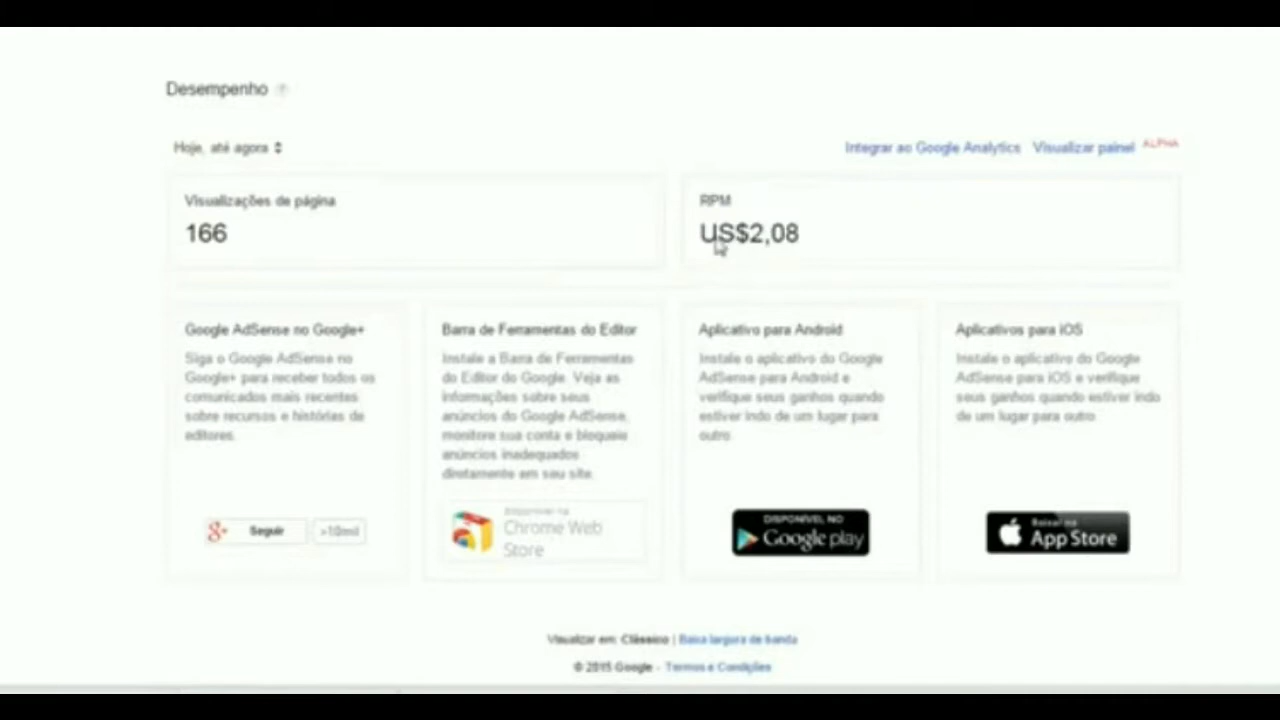 Desempenho ?
Hoje, até agora
Integrar ao Google Analytics Visualizar painel ALPHA
Visualizações de página
166
RPM
US$2,08
Google AdSense no Google+
Siga o Google AdSense no
Google+ para receber todos os
comunicados mais recentes
sobre recursos e histórias de
editores.
g+ Seguir >10mil
Barra de Ferramentas do Editor
Instale a Barra de Ferramentas
do Editor do Google. Veja as
informações sobre seus
anúncios do Google AdSense,
monitore sua conta e bloqueie
anúncios inadequados
diretamente em seu site.
Disponível na
Chrome Web
Store
Aplicativo para Android
Instale o aplicativo do Google
AdSense para Android e
verifique seus ganhos quando
estiver indo de um lugar para
outro
DISPONÍVEL NO
Google play
Aplicativos para iOS
Instale o aplicativo do Google
AdSense para iOS e verifique
seus ganhos quando estiver indo
de um lugar para outro
Baixar na
App Store
Visualizar em: Clássico | Baixa largura de banda
© 2015 Google - Termos e Condições